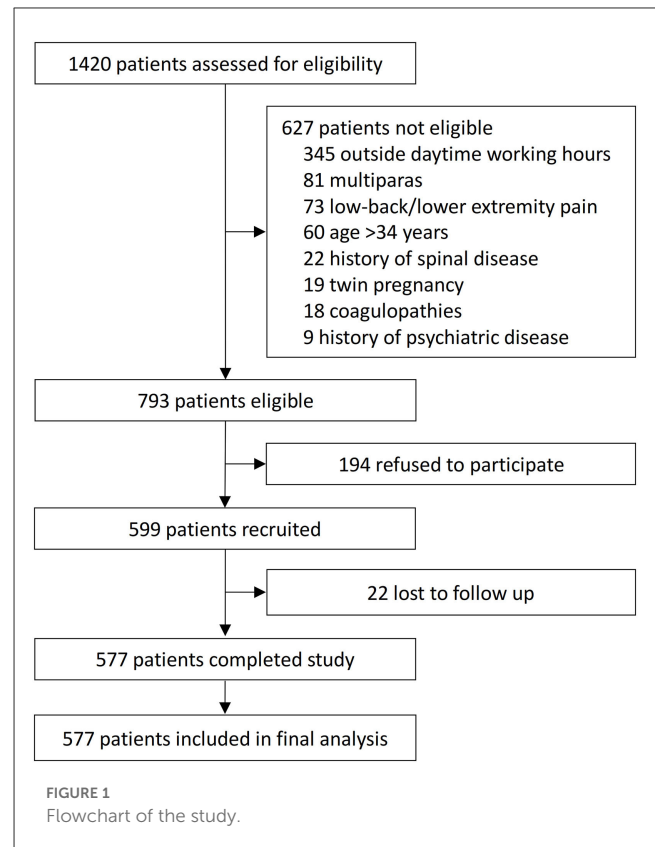 1420 patients assessed for eligibility
627 patients not eligible
345 outside daytime working hours
81 multiparas
73 low-back/lower extremity pain
60 age >34 years
22 history of spinal disease
19 twin pregnancy
18 coagulopathies
9 history of psychiatric disease
793 patients eligible
194 refused to participate
599 patients recruited
22 lost to follow up
577 patients completed study
577 patients included in final analysis
FIGURE 1
Flowchart of the study.